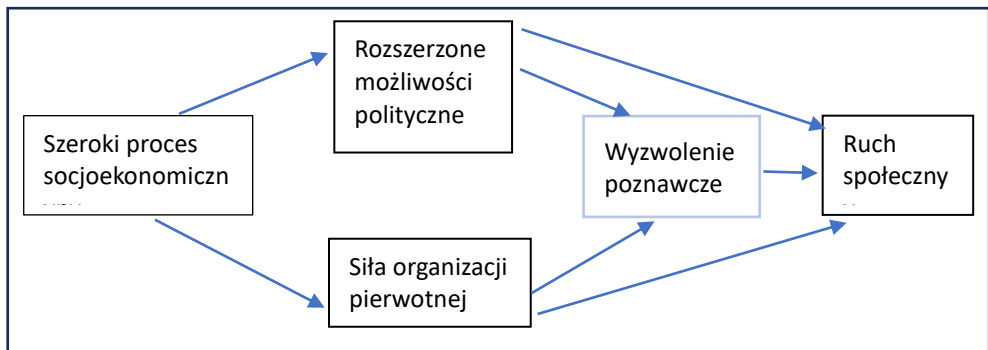 Rozszerzone
możliwości
polityczne
Szeroki proces
socjoekonomiczn
Wyzwolenie
poznawcze
Ruch
społeczny
Siła organizacji
pierwotnej